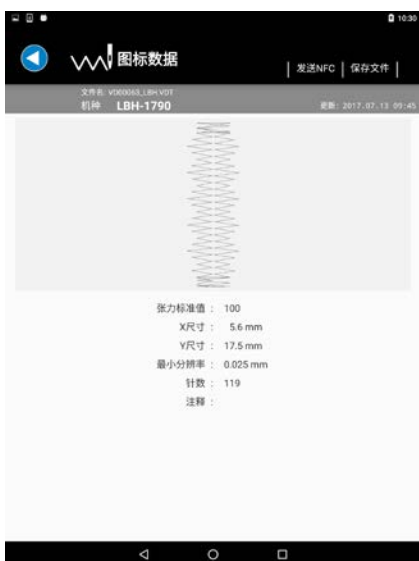 10:30
图标数据
发送NFC 保存文件
文件名: V000063_LBH.VDT
机种 LBH-1790
更新: 2017.07.13 09:45
张力标准值 : 100
X尺寸 : 5.6 mm
Y尺寸 : 17.5 mm
最小分辨率 : 0.025 mm
针数 : 119
注释 :